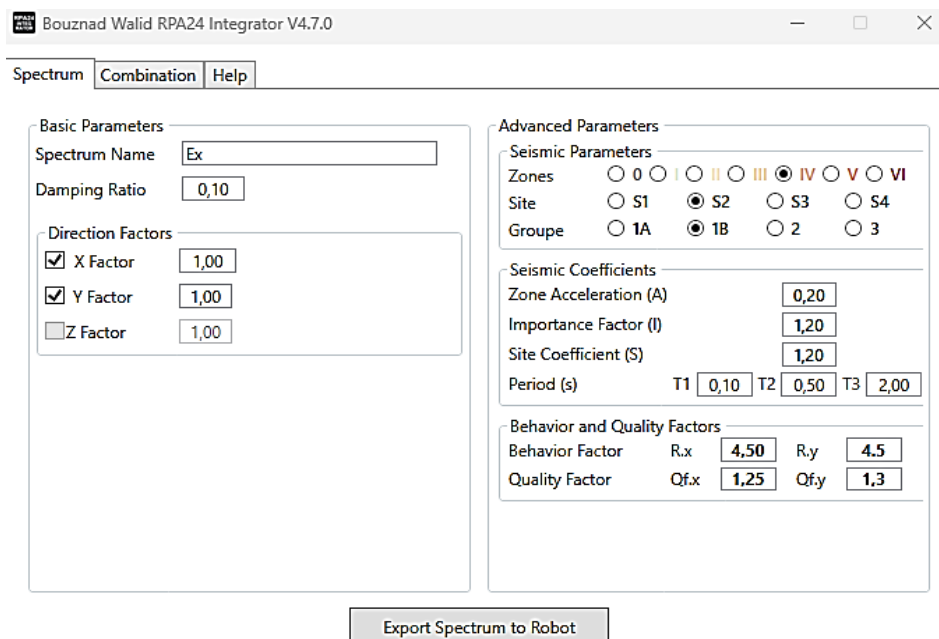 RPA24 INTEG RATOR Bouznad Walid RPA24 Integrator V4.7.0
Spectrum Combination Help
Basic Parameters
Spectrum Name Ex
Damping Ratio 0,10
Direction Factors
X Factor 1,00
Y Factor 1,00
Z Factor 1,00
Advanced Parameters
Seismic Parameters
Zones 0 I II III IV V VI
Site S1 S2 S3 S4
Groupe 1A 1B 2 3
Seismic Coefficients
Zone Acceleration (A) 0,20
Importance Factor (I) 1,20
Site Coefficient (S) 1,20
Period (s) T1 0,10 T2 0,50 T3 2,00
Behavior and Quality Factors
Behavior Factor R.x 4,50 R.y 4.5
Quality Factor Qf.x 1,25 Qf.y 1,3
Export Spectrum to Robot